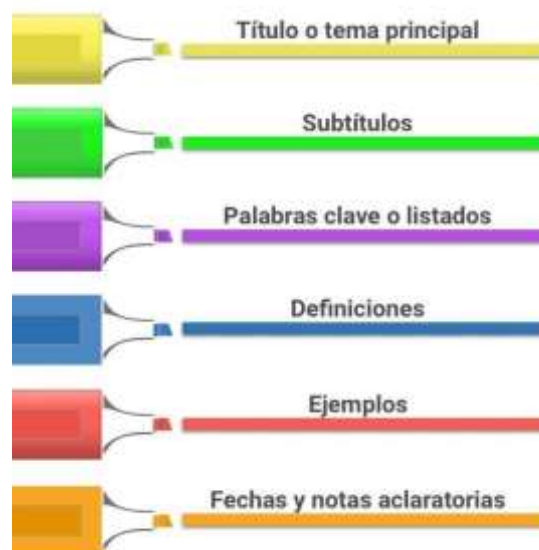 Título o tema principal
Subtítulos
Palabras clave o listados
Definiciones
Ejemplos
Fechas y notas aclaratorias